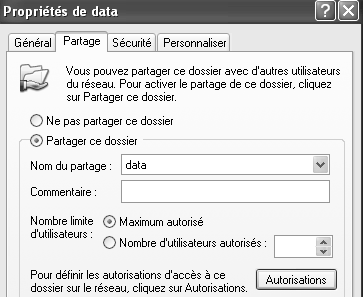 Propriétés de data
Général Partage Sécurité Personnaliser
Vous pouvez partager ce dossier avec d'autres utilisateurs
du réseau. Pour activer le partage de ce dossier, cliquez
sur Partager ce dossier.
Ne pas partager ce dossier
Partager ce dossier
Nom du partage : data
Commentaire :
Nombre limite
d'utilisateurs :
Maximum autorisé
Nombre d'utilisateurs autorisés :
Pour définir les autorisations d'accès à ce
dossier sur le réseau, cliquez sur Autorisations.
Autorisations